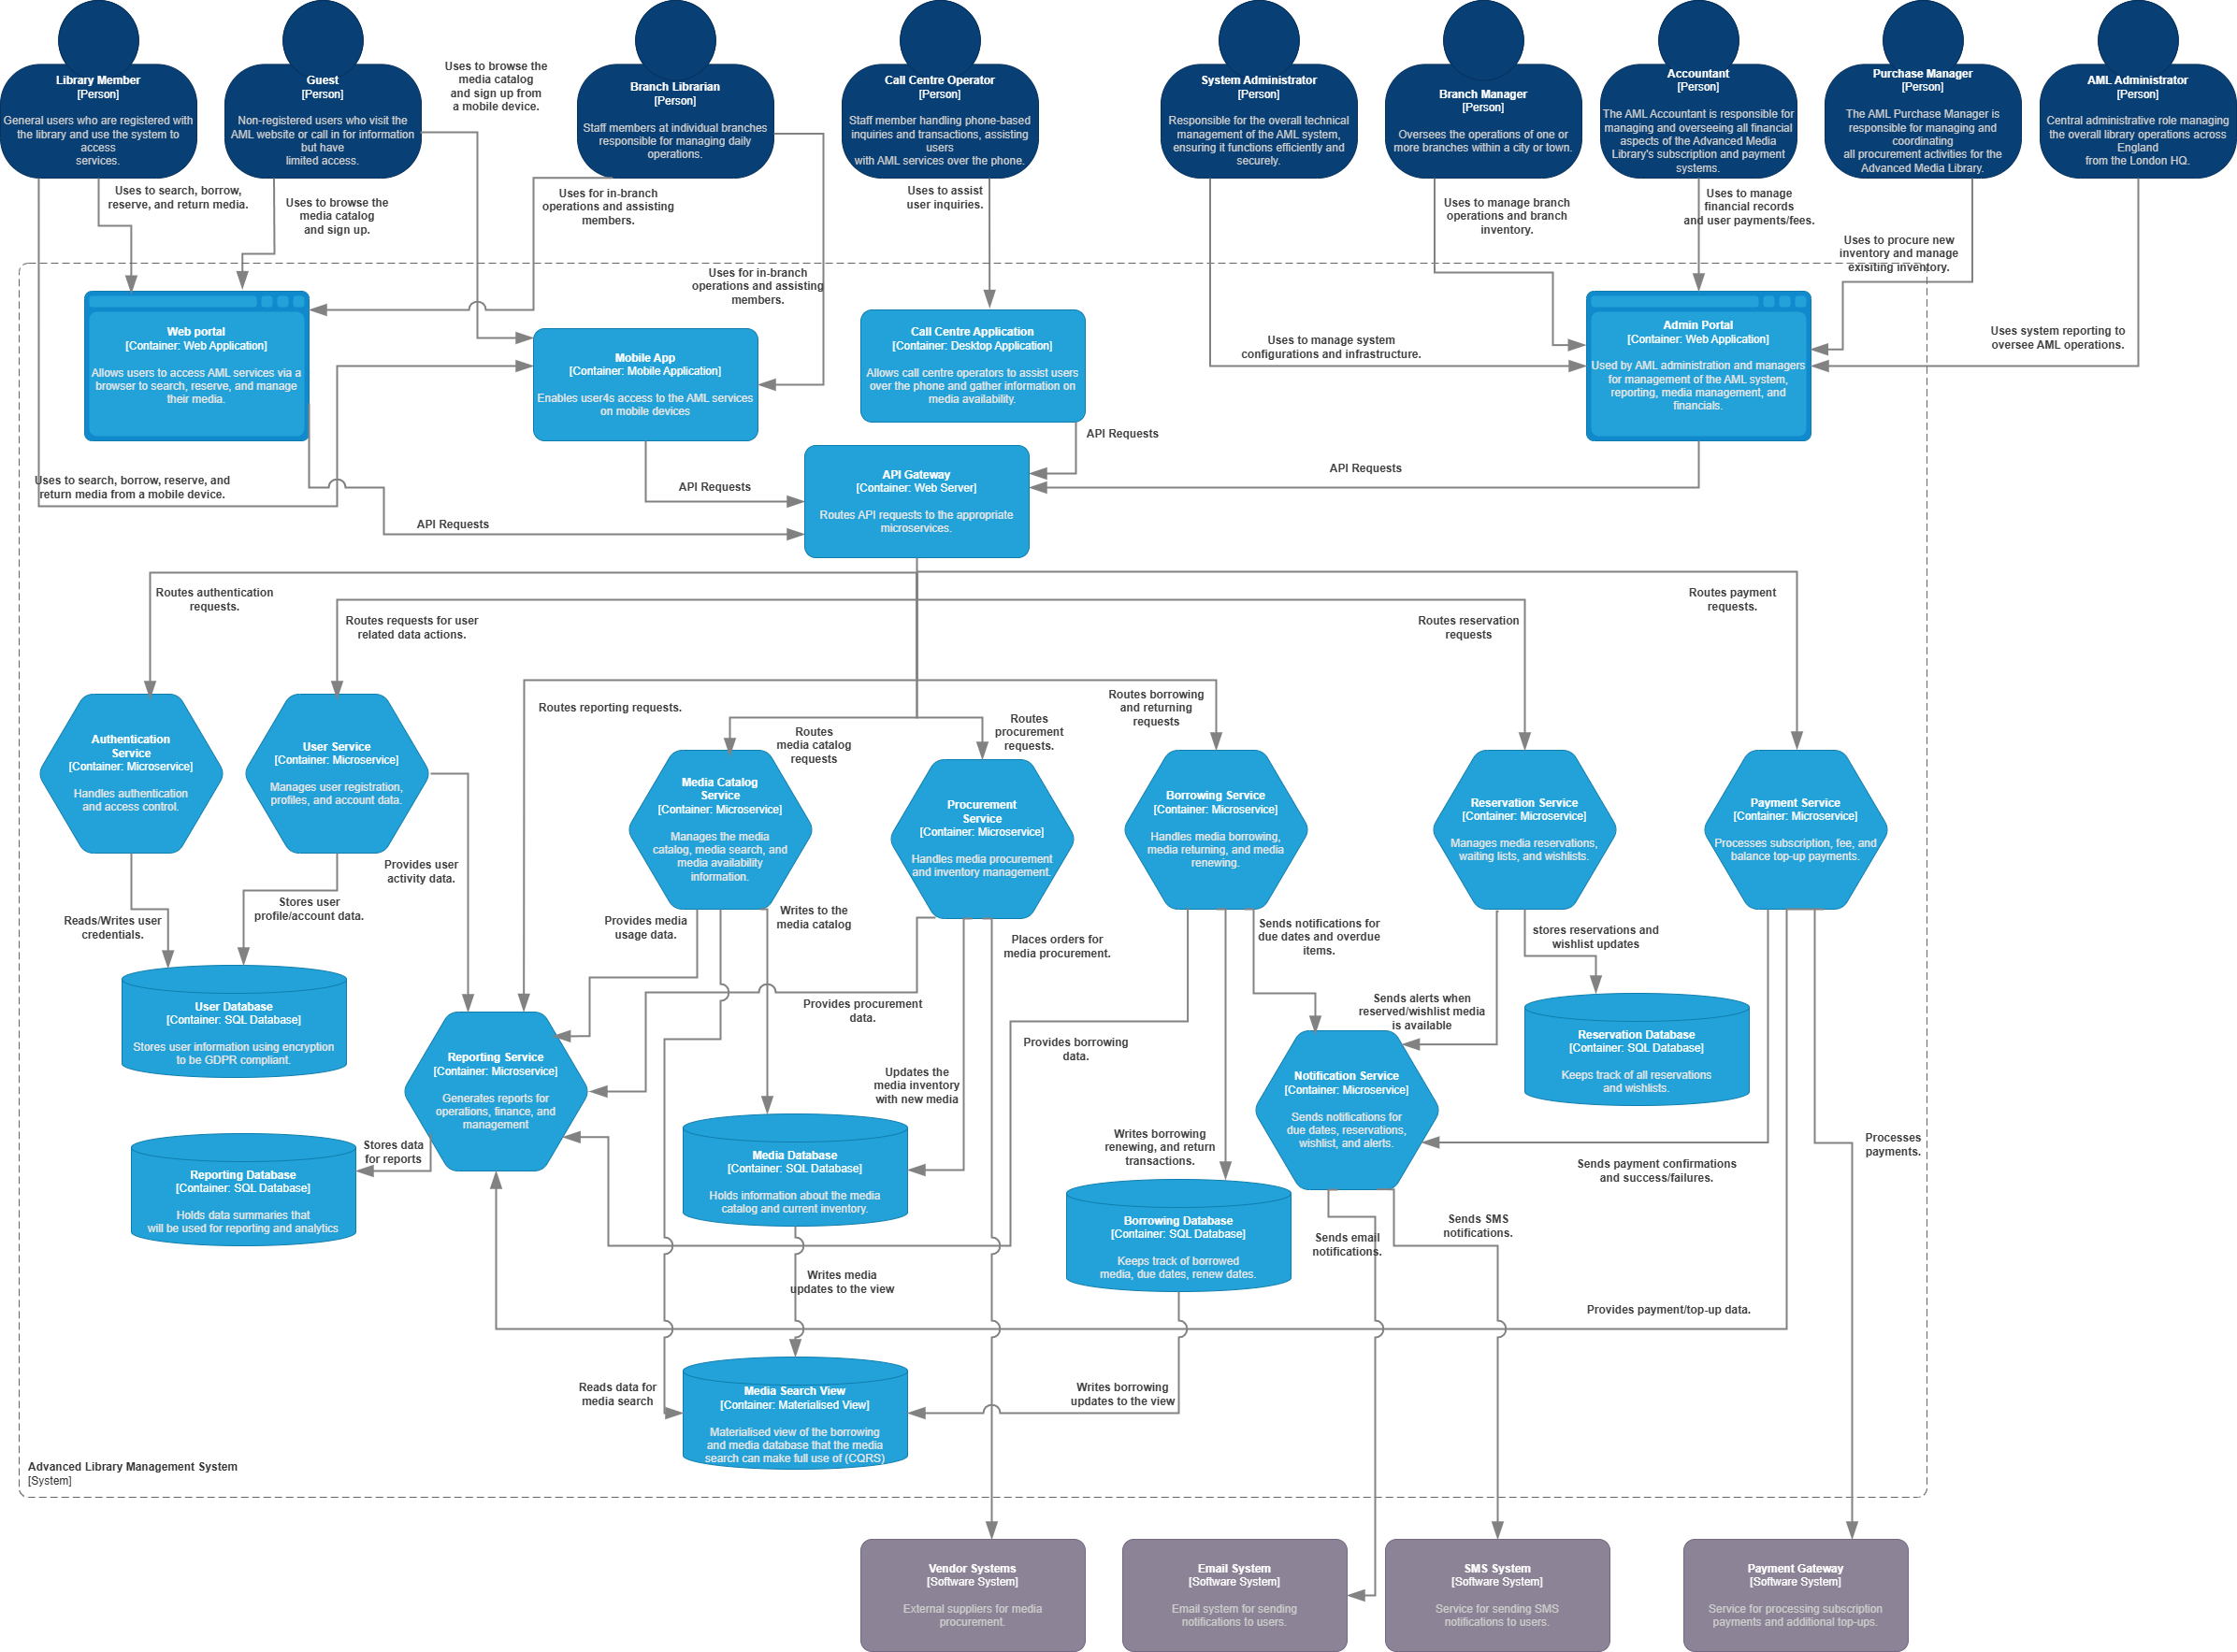 Library Member
[Person]
General users who are registered with
the library and use the system to
access
services.
Guest
[Person]
Non-registered users who visit the
AML website or call in for information
but have
limited access.
Uses to browse the
media catalog
and sign up from
a mobile device.
Branch Librarian
[Person]
Staff members at individual branches
responsible for managing daily
operations.
Call Centre Operator
[Person]
Staff member handling phone-based
inquiries and transactions, assisting
users
with AML services over the phone.
System Administrator
[Person]
Responsible for the overall technical
management of the AML system,
ensuring it functions efficiently and
securely.
Branch Manager
[Person]
Oversees the operations of one or
more branches within a city or town.
Accountant
[Person]
The AML Accountant is responsible for
managing and overseeing all financial
aspects of the Advanced Media
Library's subscription and payment
systems.
Purchase Manager
[Person]
The AML Purchase Manager is
responsible for managing and
coordinating
all procurement activities for the
Advanced Media Library.
AML Administrator
[Person]
Central administrative role managing
the overall library operations across
England
from the London HQ.
Uses to search, borrow,
reserve, and return media.
Uses to browse the
media catalog
and sign up.
Uses for in-branch
operations and assisting
members.
Uses to assist
user inquiries.
Uses to manage branch
operations and branch
inventory.
Uses to manage
financial records
and user payments/fees.
Uses to procure new
inventory and manage
exisiting inventory.
Uses for in-branch
operations and assisting
members.
Web portal
[Container: Web Application]
Allows users to access AML services via a
browser to search, reserve, and manage
their media.
Mobile App
[Container: Mobile Application]
Enables user4s access to the AML services
on mobile devices
Call Centre Application
[Container: Desktop Application]
Allows call centre operators to assist users
over the phone and gather information on
media availability.
Uses to manage system
configurations and infrastructure.
Admin Portal
[Container: Web Application]
Used by AML administration and managers
for management of the AML system,
reporting, media management, and
financials.
Uses system reporting to
oversee AML operations.
API Requests
Uses to search, borrow, reserve, and
return media from a mobile device.
API Requests
API Requests
API Gateway
[Container: Web Server]
Routes API requests to the appropriate
microservices.
API Requests
Routes authentication
requests.
Routes requests for user
related data actions.
Routes reservation
requests
Routes payment
requests.
Routes reporting requests.
Routes
media catalog
requests
Routes
procurement
requests.
Routes borrowing
and returning
requests
Authentication
Service
[Container: Microservice]
Handles authentication
and access control.
User Service
[Container: Microservice]
Manages user registration,
profiles, and account data.
Media Catalog
Service
[Container: Microservice]
Manages the media
catalog, media search, and
media availability
information.
Procurement
Service
[Container: Microservice]
Handles media procurement
and inventory management.
Borrowing Service
[Container: Microservice]
Handles media borrowing,
media returning, and media
renewing.
Reservation Service
[Container: Microservice]
Manages media reservations,
waiting lists, and wishlists.
Payment Service
[Container: Microservice]
Processes subscription, fee, and
balance top-up payments.
Reads/Writes user
credentials.
Stores user
profile/account data.
Provides user
activity data.
Provides media
usage data.
Writes to the
media catalog
Places orders for
media procurement.
Sends notifications for
due dates and overdue
items.
stores reservations and
wishlist updates
User Database
[Container: SQL Database]
Stores user information using encryption
to be GDPR compliant.
Provides procurement
data.
Provides borrowing
data.
Sends alerts when
reserved/wishlist media
is available
Reservation Database
[Container: SQL Database]
Keeps track of all reservations
and wishlists.
Reporting Service
[Container: Microservice]
Generates reports for
operations, finance, and
management
Updates the
media inventory
with new media
Notification Service
[Container: Microservice]
Sends notifications for
due dates, reservations,
wishlist, and alerts.
Stores data
for reports
Reporting Database
[Container: SQL Database]
Holds data summaries that
will be used for reporting and analytics
Media Database
[Container: SQL Database]
Holds information about the media
catalog and current inventory.
Writes borrowing
renewing, and return
transactions.
Sends payment confirmations
and success/failures.
Processes
payments.
Borrowing Database
[Container: SQL Database]
Keeps track of borrowed
media, due dates, renew dates.
Sends email
notifications.
Sends SMS
notifications.
Writes media
updates to the view
Provides payment/top-up data.
Reads data for
media search
Media Search View
[Container: Materialised View]
Materialised view of the borrowing
and media database that the media
search can make full use of (CQRS)
Writes borrowing
updates to the view
Advanced Library Management System
[System]
Vendor Systems
[Software System]
External suppliers for media
procurement.
Email System
[Software System]
Email system for sending
notifications to users.
SMS System
[Software System]
Service for sending SMS
notifications to users.
Payment Gateway
[Software System]
Service for processing subscription
payments and additional top-ups.